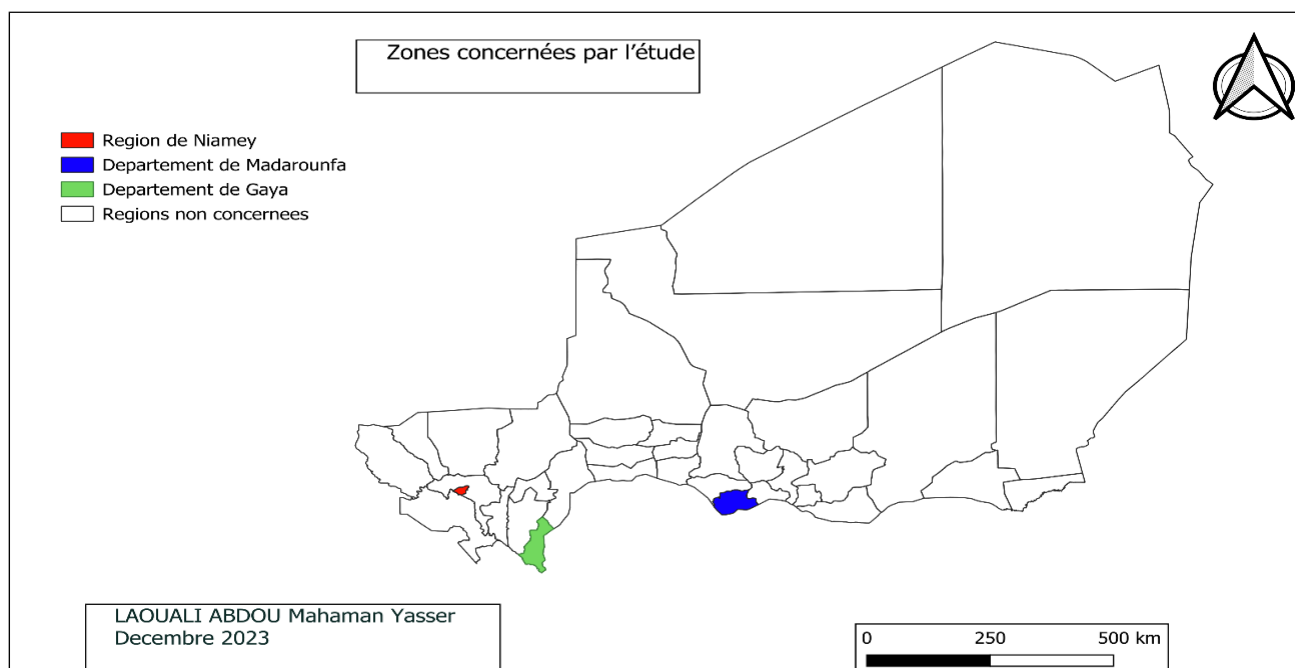 Zones concernées par l'étude
Region de Niamey
Departement de Madarounfa
Departement de Gaya
Regions non concernees
LAOUALI ABDOU Mahaman Yasser
Decembre 2023
0 250 500 km